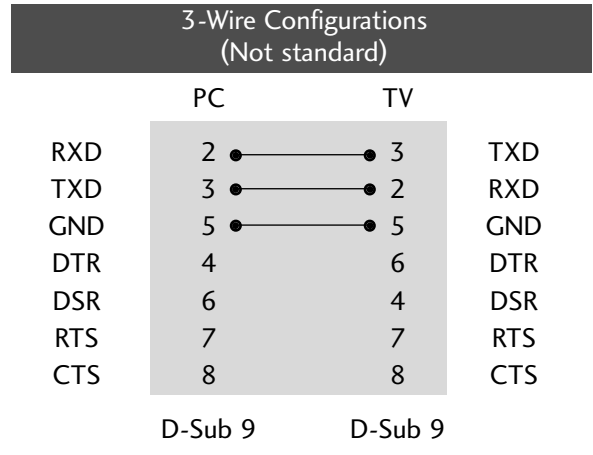 3-Wire Configurations
(Not standard)
PC TV
RXD 2 3 TXD
TXD 3 2 RXD
GND 5 5 GND
DTR 4 6 DTR
DSR 6 4 DSR
RTS 7 7 RTS
CTS 8 8 CTS
D-Sub 9 D-Sub 9